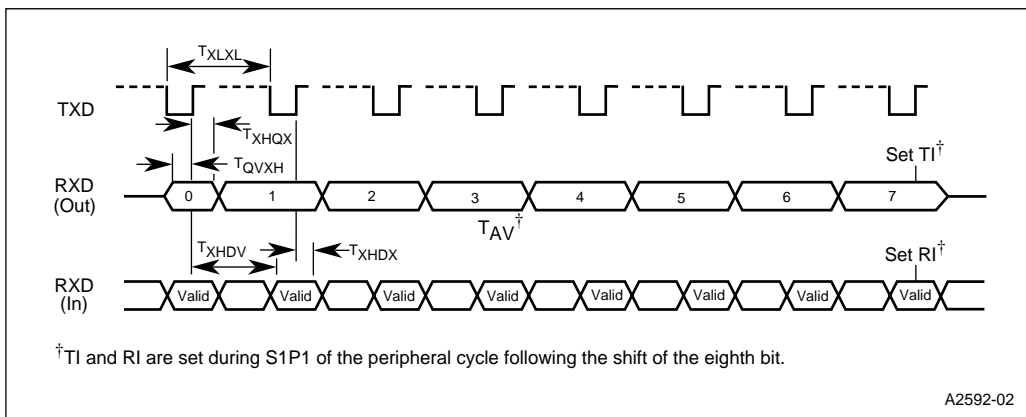 TXLXL
TXD
TXHQX
TQVXH
Set TI†
RXD
(Out)
0 1 2 3 4 5 6 7
TAV†
TXHDV
TXHDX
Set RI†
RXD
(In)
Valid Valid Valid Valid Valid Valid Valid Valid
†TI and RI are set during S1P1 of the peripheral cycle following the shift of the eighth bit.
A2592-02